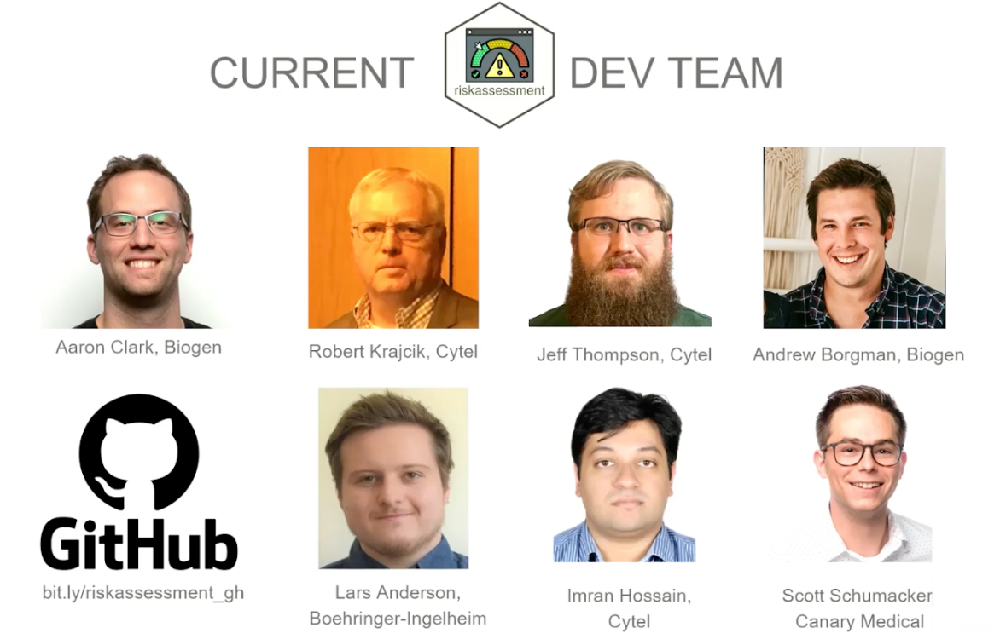 CURRENT riskassessment DEV TEAM
Aaron Clark, Biogen
Robert Krajcik, Cytel
Jeff Thompson, Cytel
Andrew Borgman, Biogen
GitHub
bit.ly/riskassessment_gh
Lars Anderson,
Boehringer-Ingelheim
Imran Hossain,
Cytel
Scott Schumacker
Canary Medical